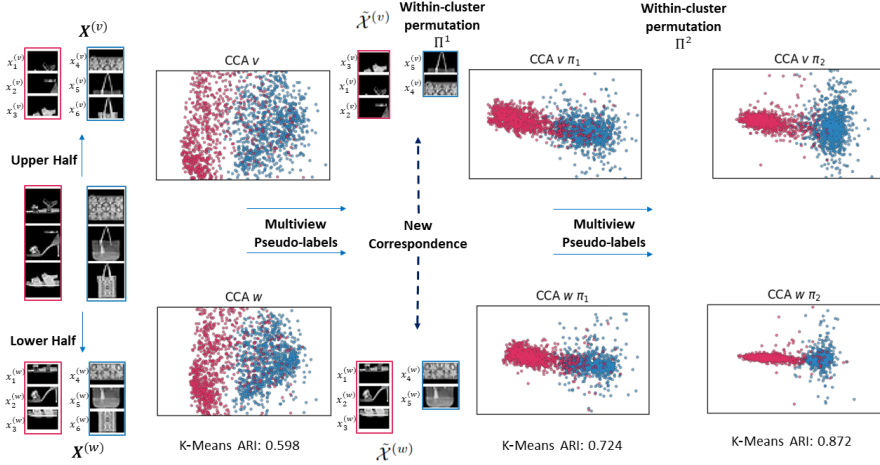 X^(v)
x_1^(v)
x_2^(v)
x_3^(v)
x_4^(v)
x_5^(v)
x_6^(v)
Upper Half
Lower Half
x_1^(w)
x_2^(w)
x_3^(w)
x_4^(w)
x_5^(w)
x_6^(w)
X^(w)
CCA v
Multiview
Pseudo-labels
CCA w
K-Means ARI: 0.598
𝒳̃^(v)
Within-cluster
permutation
Π^1
x_3^(v)
x_1^(v)
x_2^(v)
x_5^(v)
x_4^(v)
New
Correspondence
x_1^(w)
x_2^(w)
x_3^(w)
x_4^(w)
x_5^(w)
𝒳̃^(w)
CCA v π_1
Multiview
Pseudo-labels
CCA w π_1
K-Means ARI: 0.724
Within-cluster
permutation
Π^2
CCA v π_2
CCA w π_2
K-Means ARI: 0.872